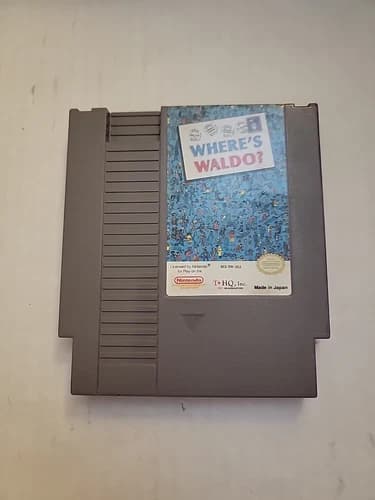 WHERE'S
WALDO?
Licensed by Nintendo®
for Play on the
Nintendo
T•HQ, Inc.
Made in Japan